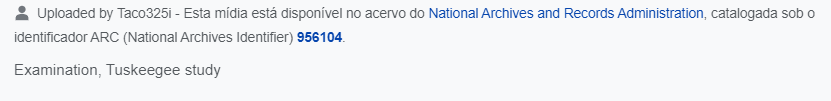 Uploaded by Taco325i - Esta mídia está disponível no acervo do National Archives and Records Administration, catalogada sob o
identificador ARC (National Archives Identifier) 956104.
Examination, Tuskeegee study